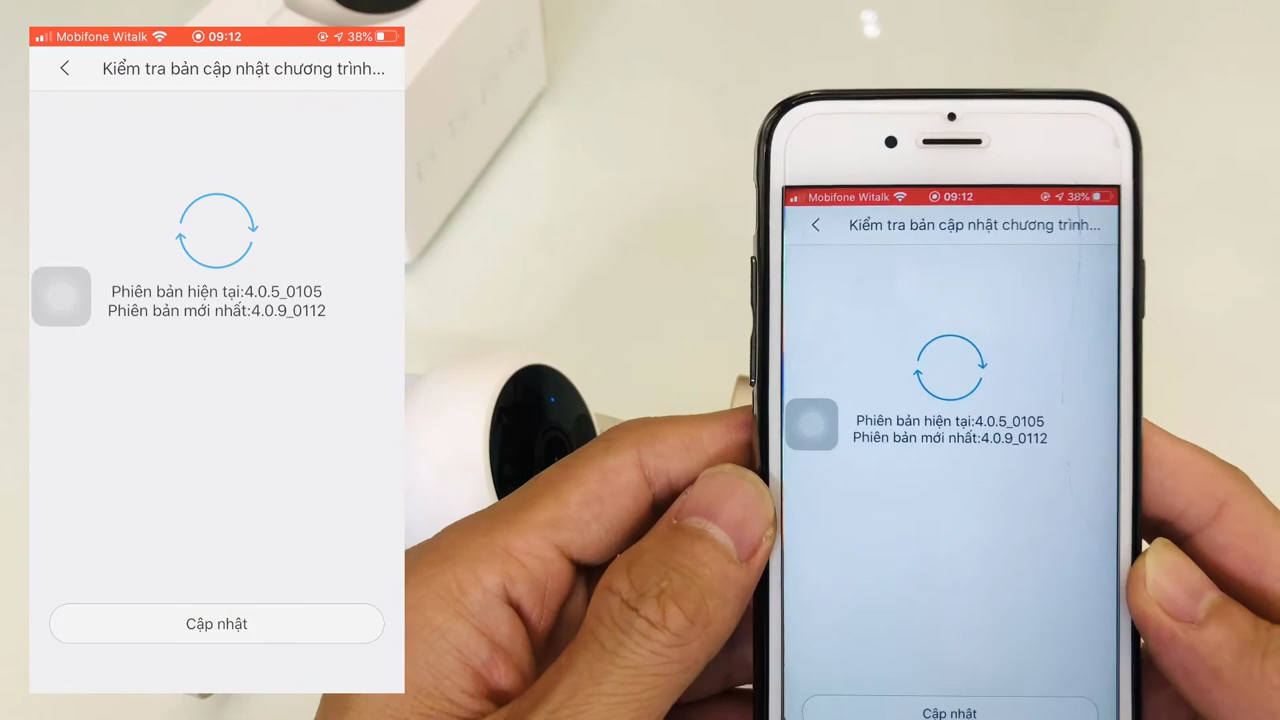 Mobifone Witalk 09:12 38%
Kiểm tra bản cập nhật chương trình...
Phiên bản hiện tại:4.0.5_0105
Phiên bản mới nhất:4.0.9_0112
Cập nhật
Mobifone Witalk 09:12 38%
Kiểm tra bản cập nhật chương trình...
Phiên bản hiện tại:4.0.5_0105
Phiên bản mới nhất:4.0.9_0112
Cập nhật